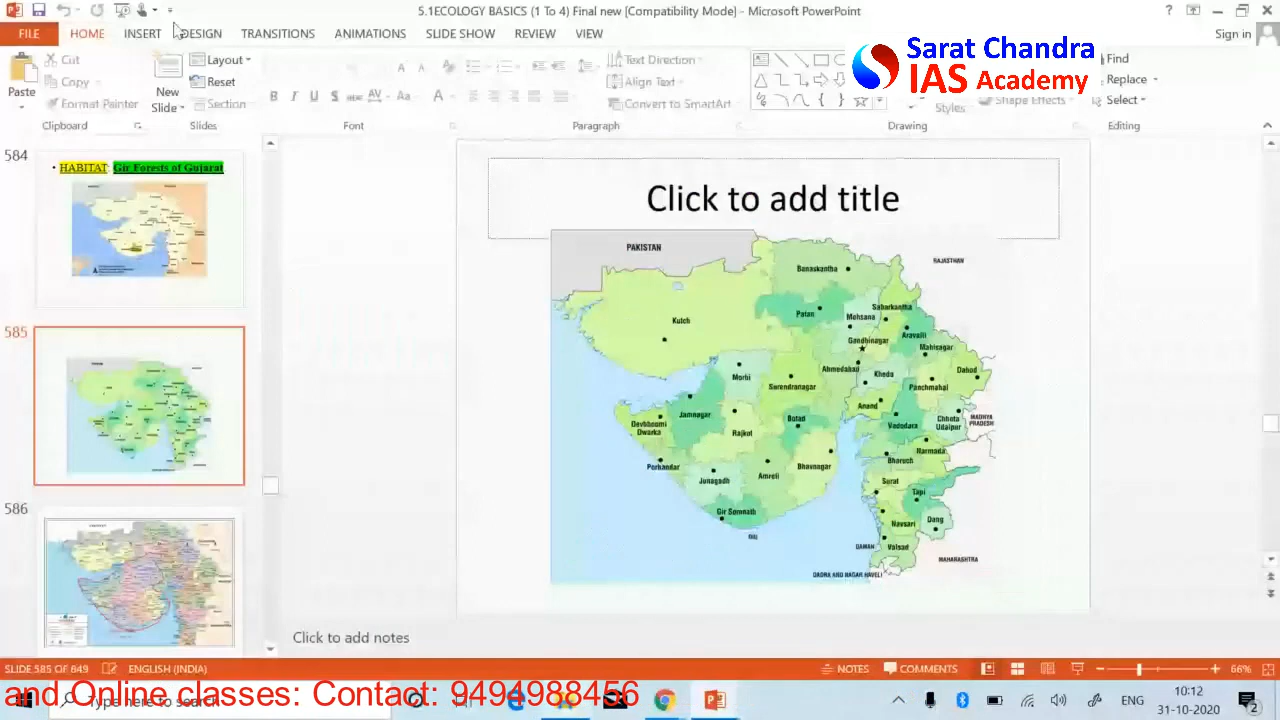 5.1ECOLOGY BASICS (1 To 4) Final new [Compatibility Mode] - Microsoft PowerPoint
FILE HOME INSERT DESIGN TRANSITIONS ANIMATIONS SLIDE SHOW REVIEW VIEW Sign in
Sarat Chandra
IAS Academy
Paste
Cut
Copy
Format Painter
New
Slide
Layout
Reset
Section
Text Direction
Align Text
Convert to SmartArt
Styles
Shape Effects
Find
Replace
Select
Clipboard Slides Font Paragraph Drawing Editing
584
• HABITAT: Gir Forests of Gujarat
585
586
Click to add title
PAKISTAN
RAJASTHAN
Banaskantha
Patan
Sabarkantha
Mehsana
Kutch
Aravalli
Gandhinagar
Mahisagar
Ahmedabad
Kheda
Dahod
Morbi
Surendranagar
Panchmahal
Anand
Jamnagar
Botad
Vadodara
Chhota
Udaipur
MADHYA
PRADESH
Devbhoomi
Dwarka
Rajkot
Narmada
Bharuch
Porbandar
Bhavnagar
Amreli
Junagadh
Surat
Tapi
Gir Somnath
Navsari
Dang
DIU
DAMAN
Valsad
MAHARASHTRA
DADRA AND NAGAR HAVELI
Click to add notes
SLIDE 585 OF 649 ENGLISH (INDIA) NOTES COMMENTS 66%
and Online classes: Contact: 9494988456
Type here to search
ENG
10:12
31-10-2020
2